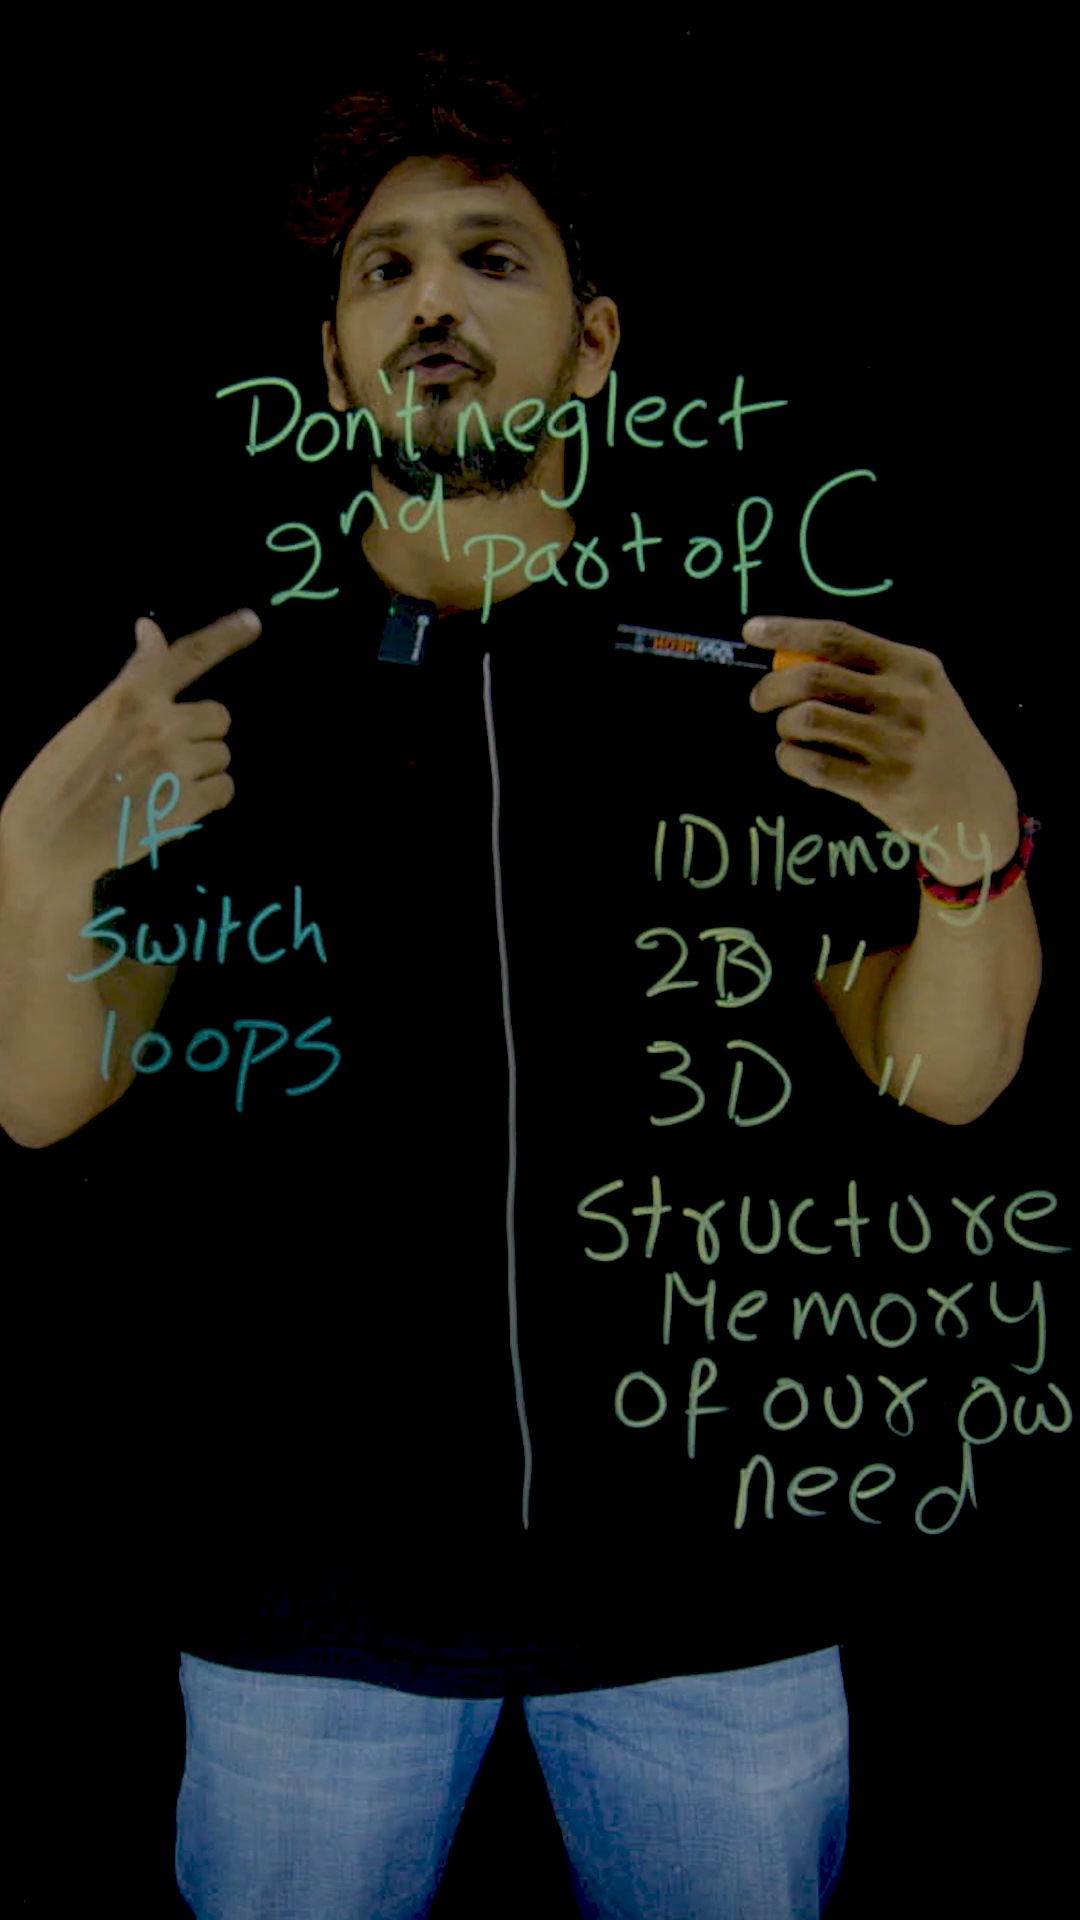 Don't neglect
2nd part of C
if
switch
loops
1D Memory
2D "
3D "
Structure
Memory
of our ow
need